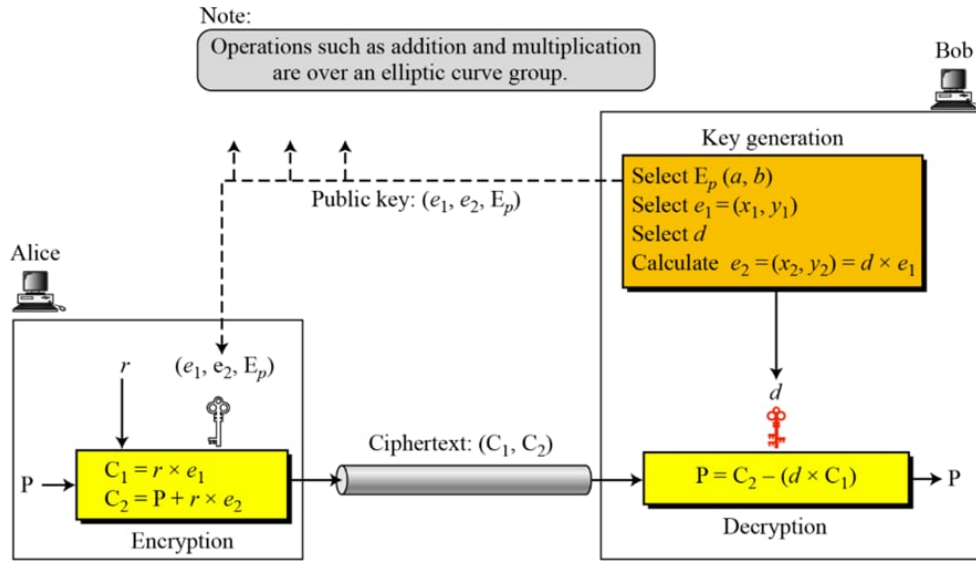 Note:
Operations such as addition and multiplication
are over an elliptic curve group.
Bob
Key generation
Select Eₚ (a, b)
Select e₁ = (x₁, y₁)
Select d
Calculate e₂ = (x₂, y₂) = d × e₁
Public key: (e₁, e₂, Eₚ)
Alice
r
(e₁, e₂, Eₚ)
d
Ciphertext: (C₁, C₂)
P
C₁ = r × e₁
C₂ = P + r × e₂
Encryption
P = C₂ – (d × C₁)
P
Decryption